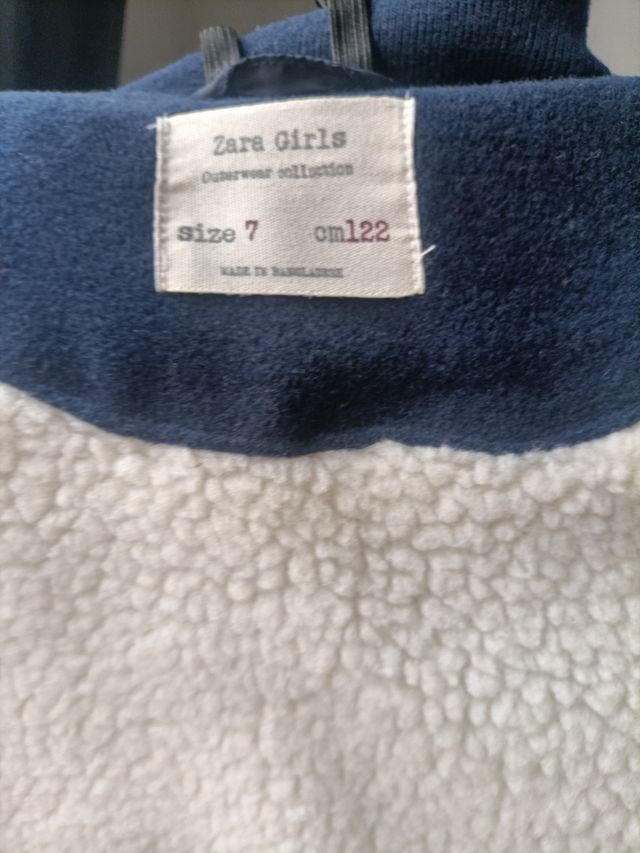 Zara Girls
Outerwear collection
size 7 cm122
MADE IN BANGLADESH